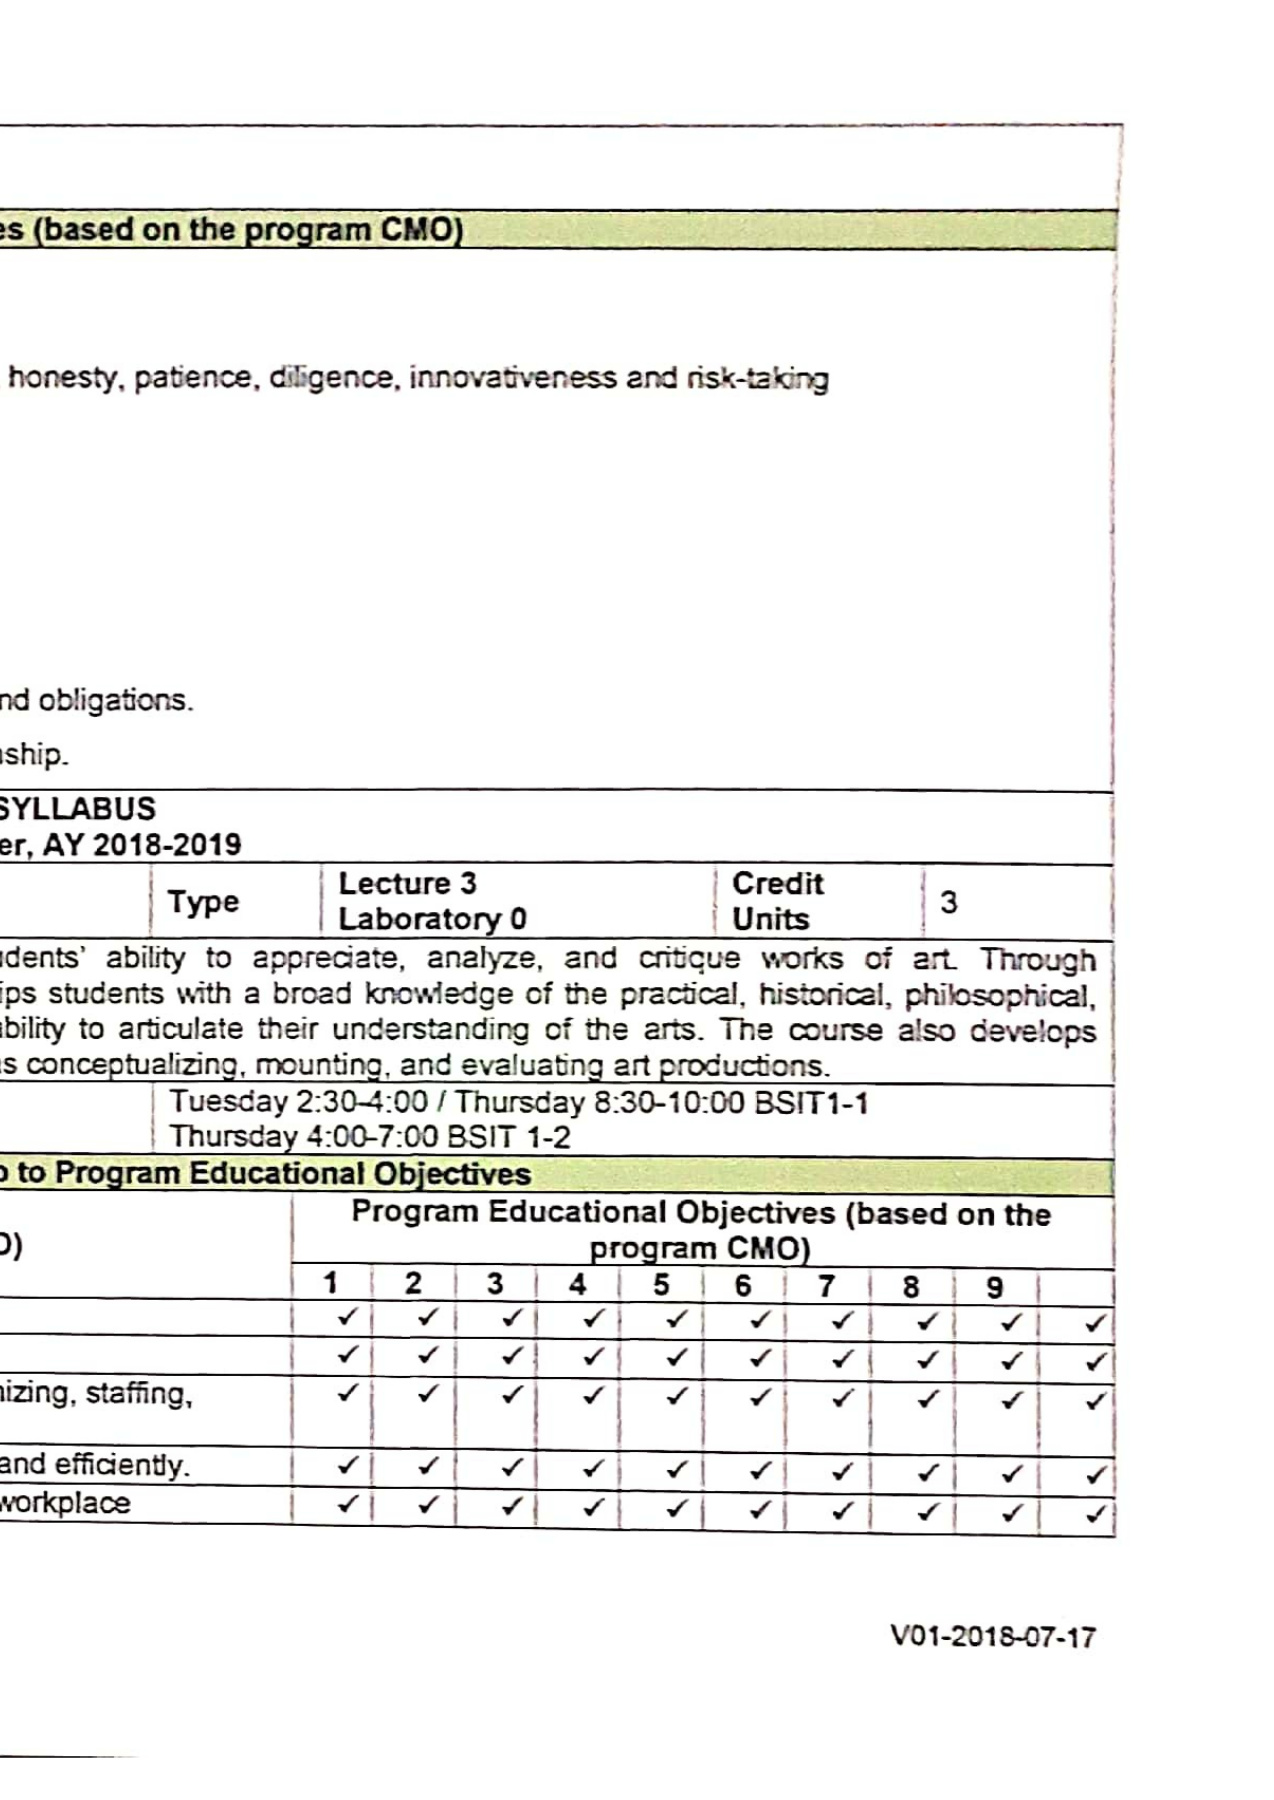 es (based on the program CMO)
honesty, patience, diligence, innovativeness and risk-taking
nd obligations.
nship.
SYLLABUS
er, AY 2018-2019
Type
Lecture 3
Laboratory 0
Credit
Units
3
dents' ability to appreciate, analyze, and critique works of art. Through
ips students with a broad knowledge of the practical, historical, philosophical,
bility to articulate their understanding of the arts. The course also develops
s conceptualizing, mounting, and evaluating art productions.
Tuesday 2:30-4:00 / Thursday 8:30-10:00 BSIT1-1
Thursday 4:00-7:00 BSIT 1-2
p to Program Educational Objectives
O)
Program Educational Objectives (based on the
program CMO)
1 2 3 4 5 6 7 8 9
✓ ✓ ✓ ✓ ✓ ✓ ✓ ✓ ✓ ✓
✓ ✓ ✓ ✓ ✓ ✓ ✓ ✓ ✓ ✓
nizing, staffing, ✓ ✓ ✓ ✓ ✓ ✓ ✓ ✓ ✓ ✓
and efficiently. ✓ ✓ ✓ ✓ ✓ ✓ ✓ ✓ ✓ ✓
workplace ✓ ✓ ✓ ✓ ✓ ✓ ✓ ✓ ✓ ✓
V01-2018-07-17